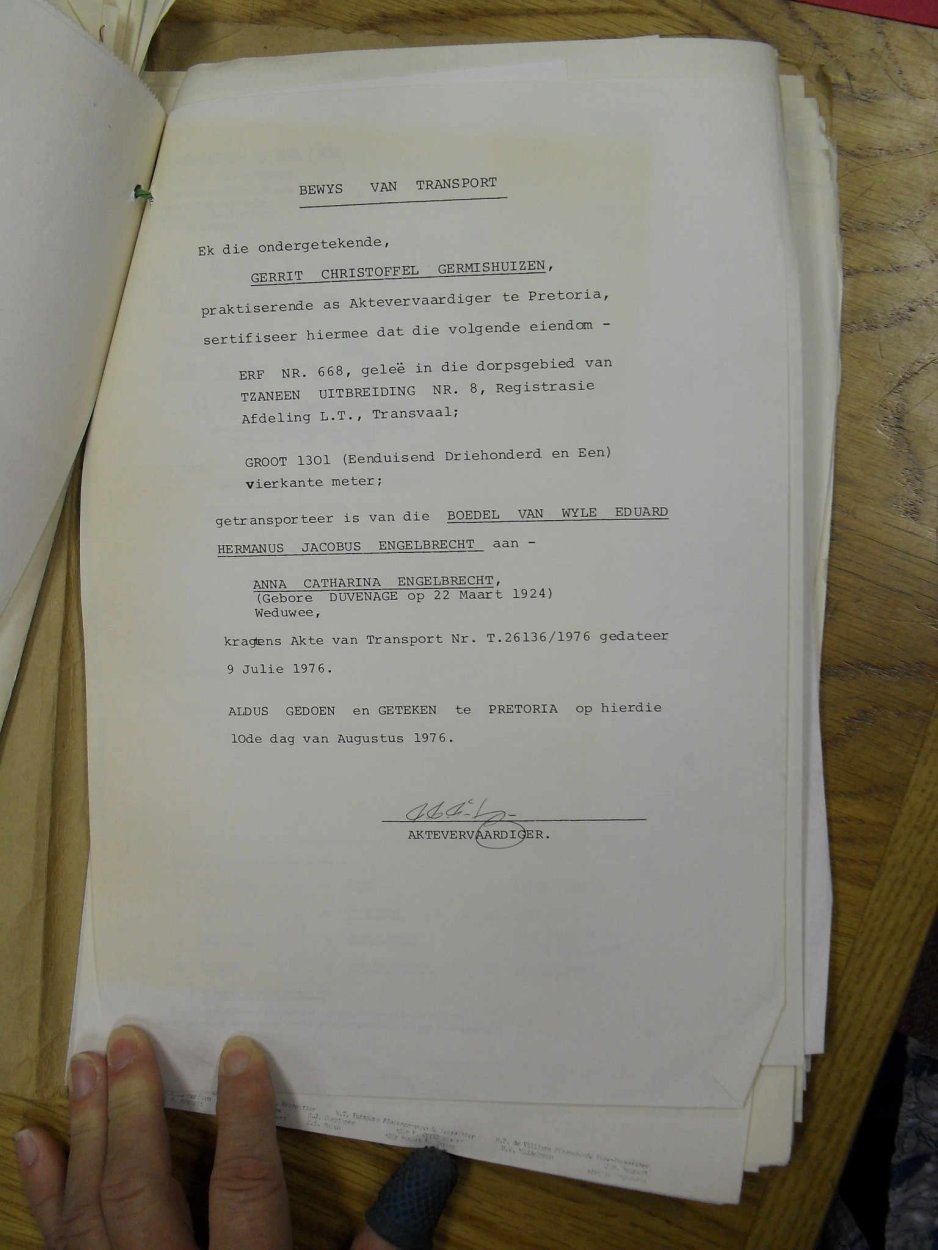 BEWYS VAN TRANSPORT
Ek die ondergetekende,
GERRIT CHRISTOFFEL GERMISHUIZEN,
praktiserende as Aktevervaardiger te Pretoria,
sertifiseer hiermee dat die volgende eiendom -
ERF NR. 668, geleë in die dorpsgebied van
TZANEEN UITBREIDING NR. 8, Registrasie
Afdeling L.T., Transvaal;
GROOT 1301 (Eenduisend Driehonderd en Een)
vierkante meter;
getransporteer is van die BOEDEL VAN WYLE EDUARD
HERMANUS JACOBUS ENGELBRECHT aan -
ANNA CATHARINA ENGELBRECHT,
(Gebore DUVENAGE op 22 Maart 1924)
Weduwee,
kragtens Akte van Transport Nr. T.26136/1976 gedateer
9 Julie 1976.
ALDUS GEDOEN en GETEKEN te PRETORIA op hierdie
10de dag van Augustus 1976.
AKTEVERVAARDIGER.